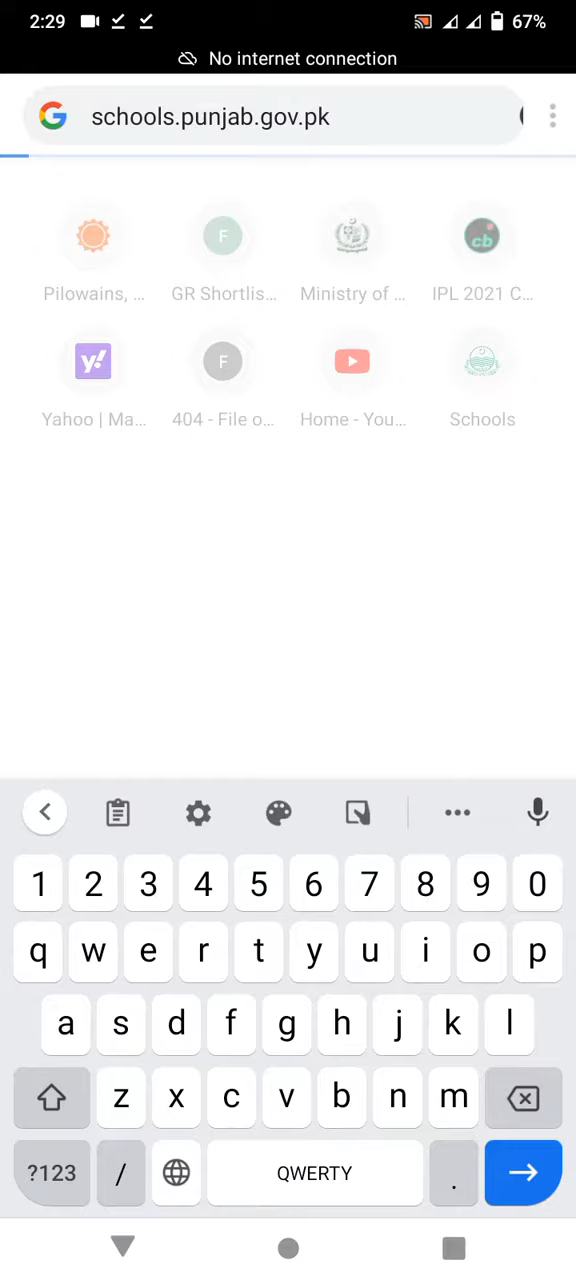 2:29 67%
No internet connection
schools.punjab.gov.pk
Pilowains, ... GR Shortlis... Ministry of ... IPL 2021 C...
Yahoo | Ma... 404 - File o... Home - You... Schools
1 2 3 4 5 6 7 8 9 0
q w e r t y u i o p
a s d f g h j k l
z x c v b n m
?123 / QWERTY .